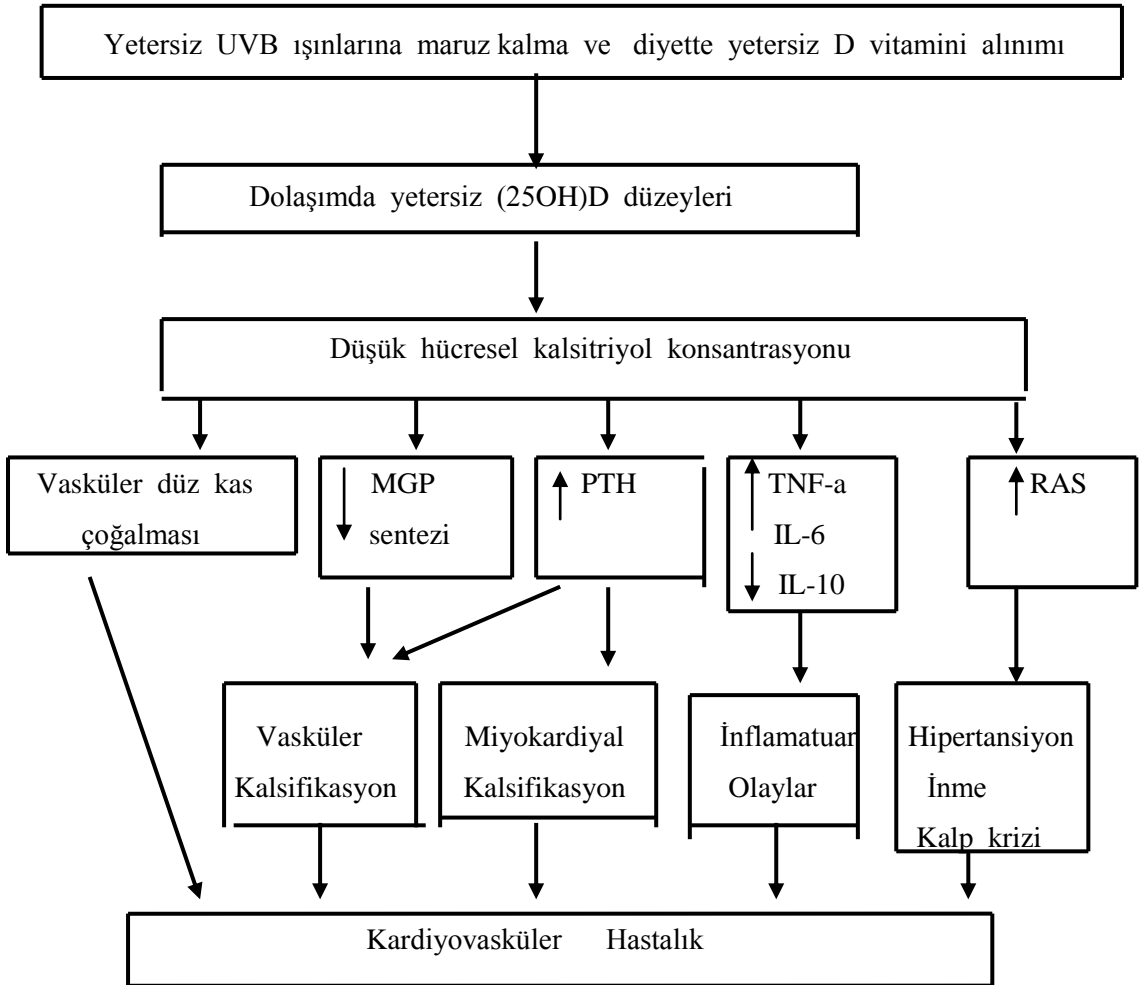 Yetersiz UVB ışınlarına maruz kalma ve diyette yetersiz D vitamini alınımı
Dolaşımda yetersiz (25OH)D düzeyleri
Düşük hücresel kalsitriyol konsantrasyonu
Vasküler düz kas
çoğalması
MGP
sentezi
PTH
TNF-a
IL-6
IL-10
RAS
Vasküler
Kalsifikasyon
Miyokardiyal
Kalsifikasyon
İnflamatuar
Olaylar
Hipertansiyon
İnme
Kalp krizi
Kardiyovasküler Hastalık